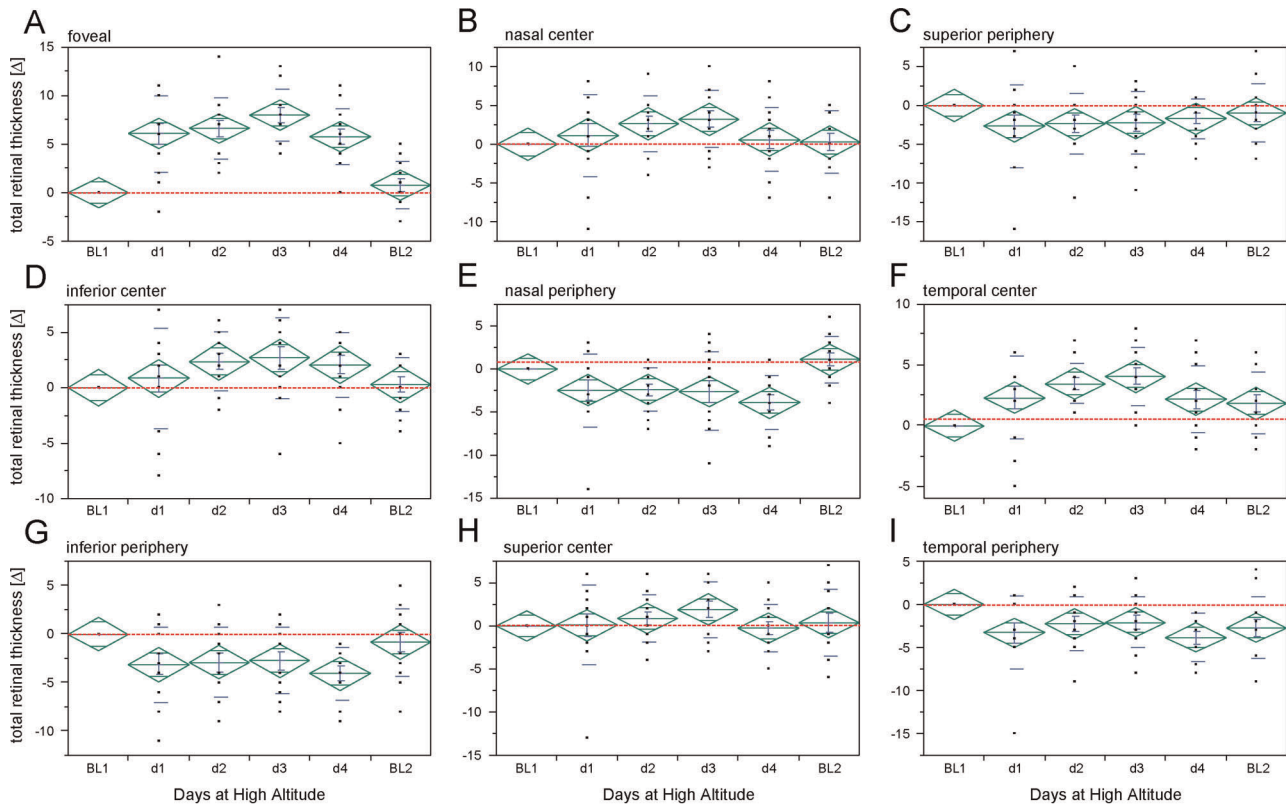 A
foveal
total retinal thickness [Δ]
15
10
5
0
-5
BL1 d1 d2 d3 d4 BL2
B
nasal center
10
5
0
-5
-10
BL1 d1 d2 d3 d4 BL2
C
superior periphery
5
0
-5
-10
-15
BL1 d1 d2 d3 d4 BL2
D
inferior center
total retinal thickness [Δ]
5
0
-5
-10
BL1 d1 d2 d3 d4 BL2
E
nasal periphery
5
0
-5
-10
-15
BL1 d1 d2 d3 d4 BL2
F
temporal center
10
5
0
-5
BL1 d1 d2 d3 d4 BL2
G
inferior periphery
total retinal thickness [Δ]
5
0
-5
-10
BL1 d1 d2 d3 d4 BL2
Days at High Altitude
H
superior center
5
0
-5
-10
-15
BL1 d1 d2 d3 d4 BL2
Days at High Altitude
I
temporal periphery
5
0
-5
-10
-15
BL1 d1 d2 d3 d4 BL2
Days at High Altitude